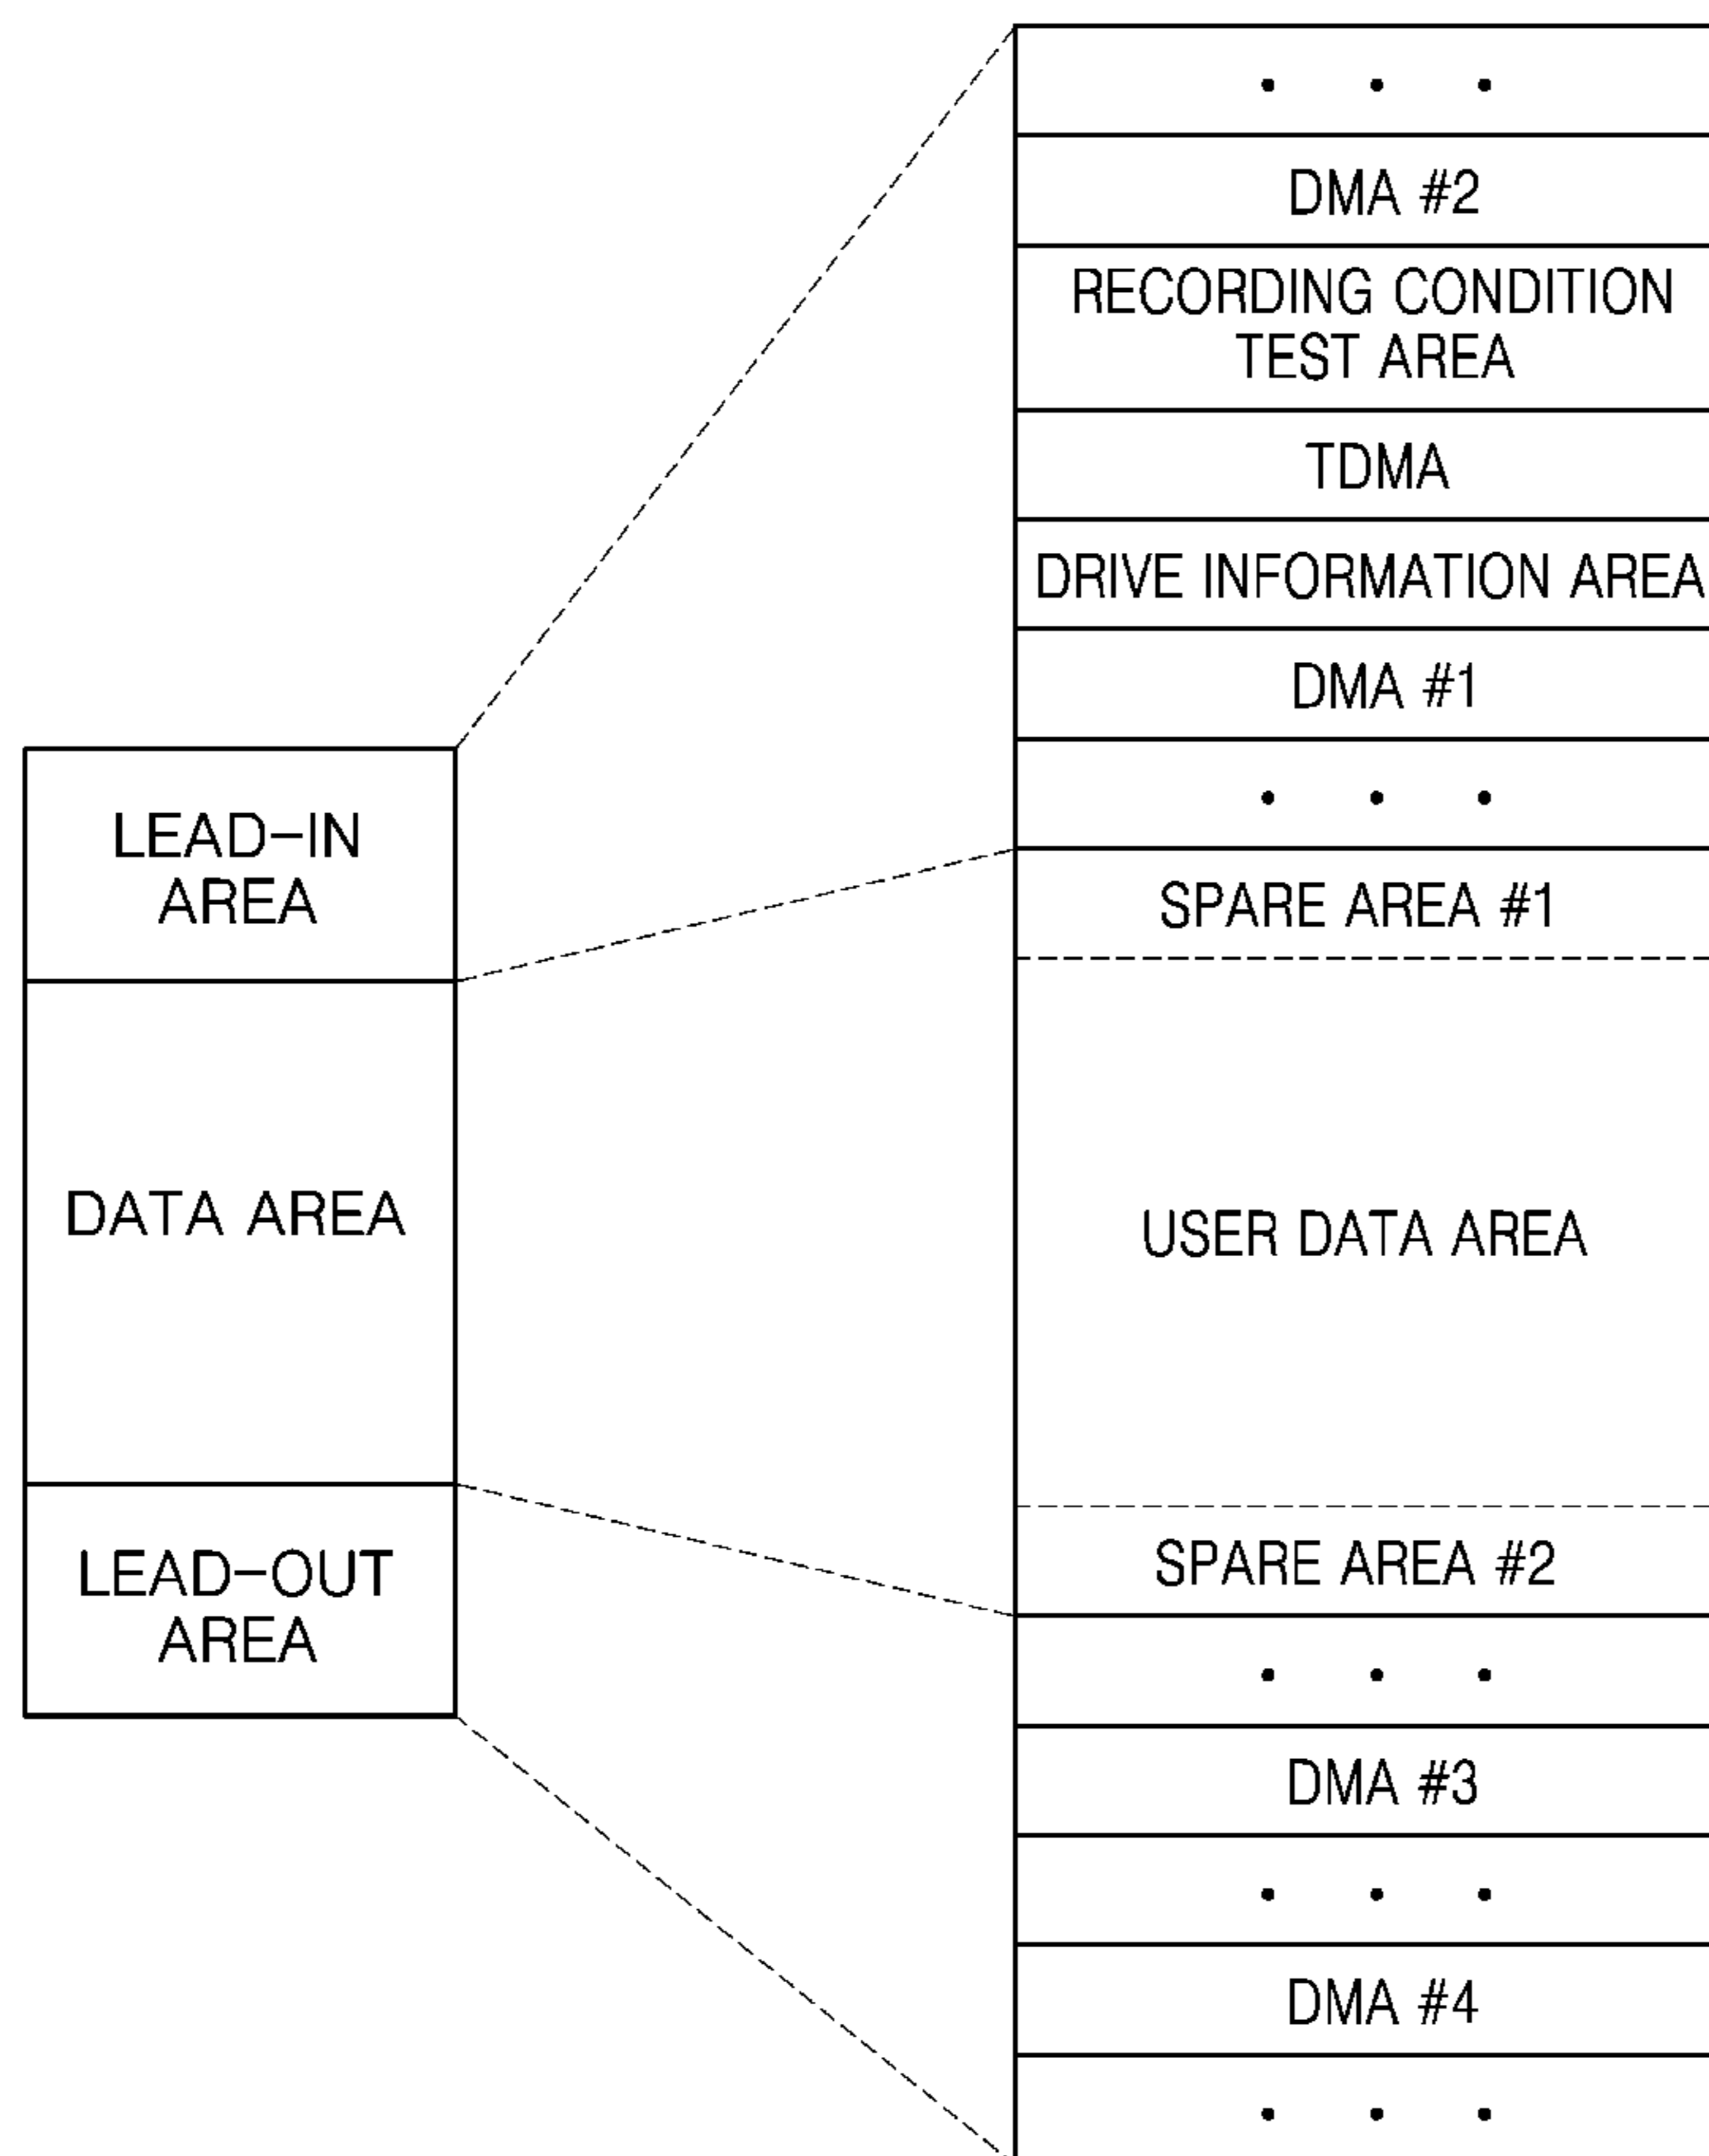 LEAD-IN
AREA
DATA AREA
LEAD-OUT
AREA
• • •
DMA #2
RECORDING CONDITION
TEST AREA
TDMA
DRIVE INFORMATION AREA
DMA #1
• • •
SPARE AREA #1
USER DATA AREA
SPARE AREA #2
• • •
DMA #3
• • •
DMA #4
• • •